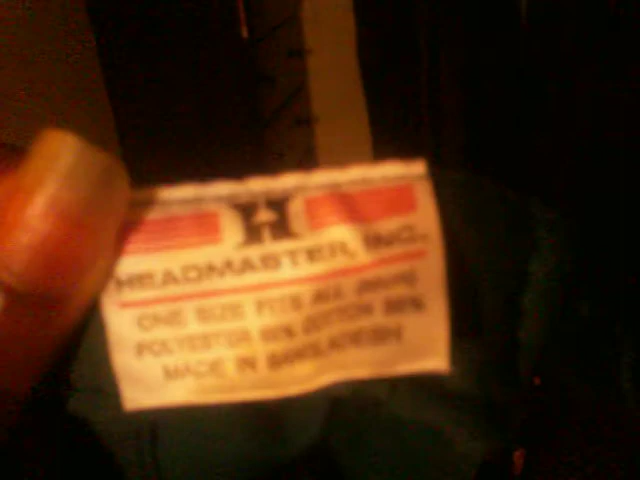 H
HEADMASTER, INC.
ONE SIZE FITS ALL
POLYESTER COTTON
MADE IN BANGLADESH